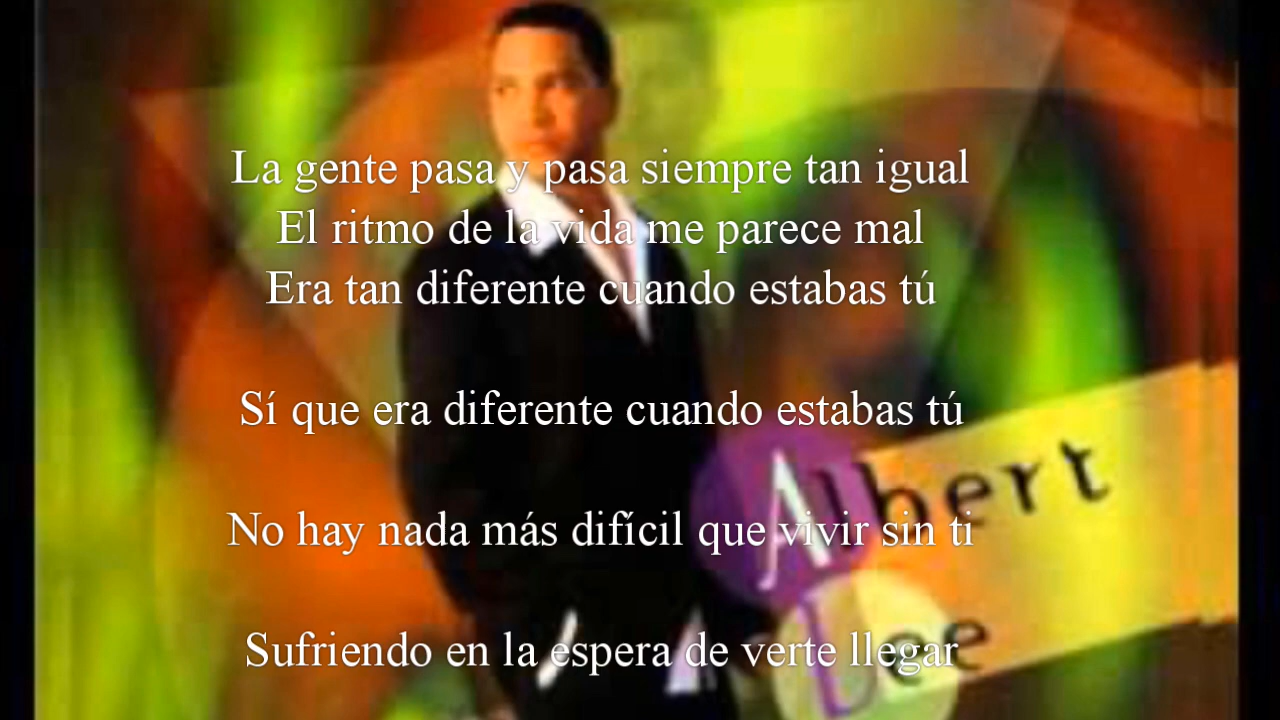 La gente pasa y pasa siempre tan igual
El ritmo de la vida me parece mal
Era tan diferente cuando estabas tú
Sí que era diferente cuando estabas tú
Albert
No hay nada más difícil que vivir sin ti
Lee
Sufriendo en la espera de verte llegar